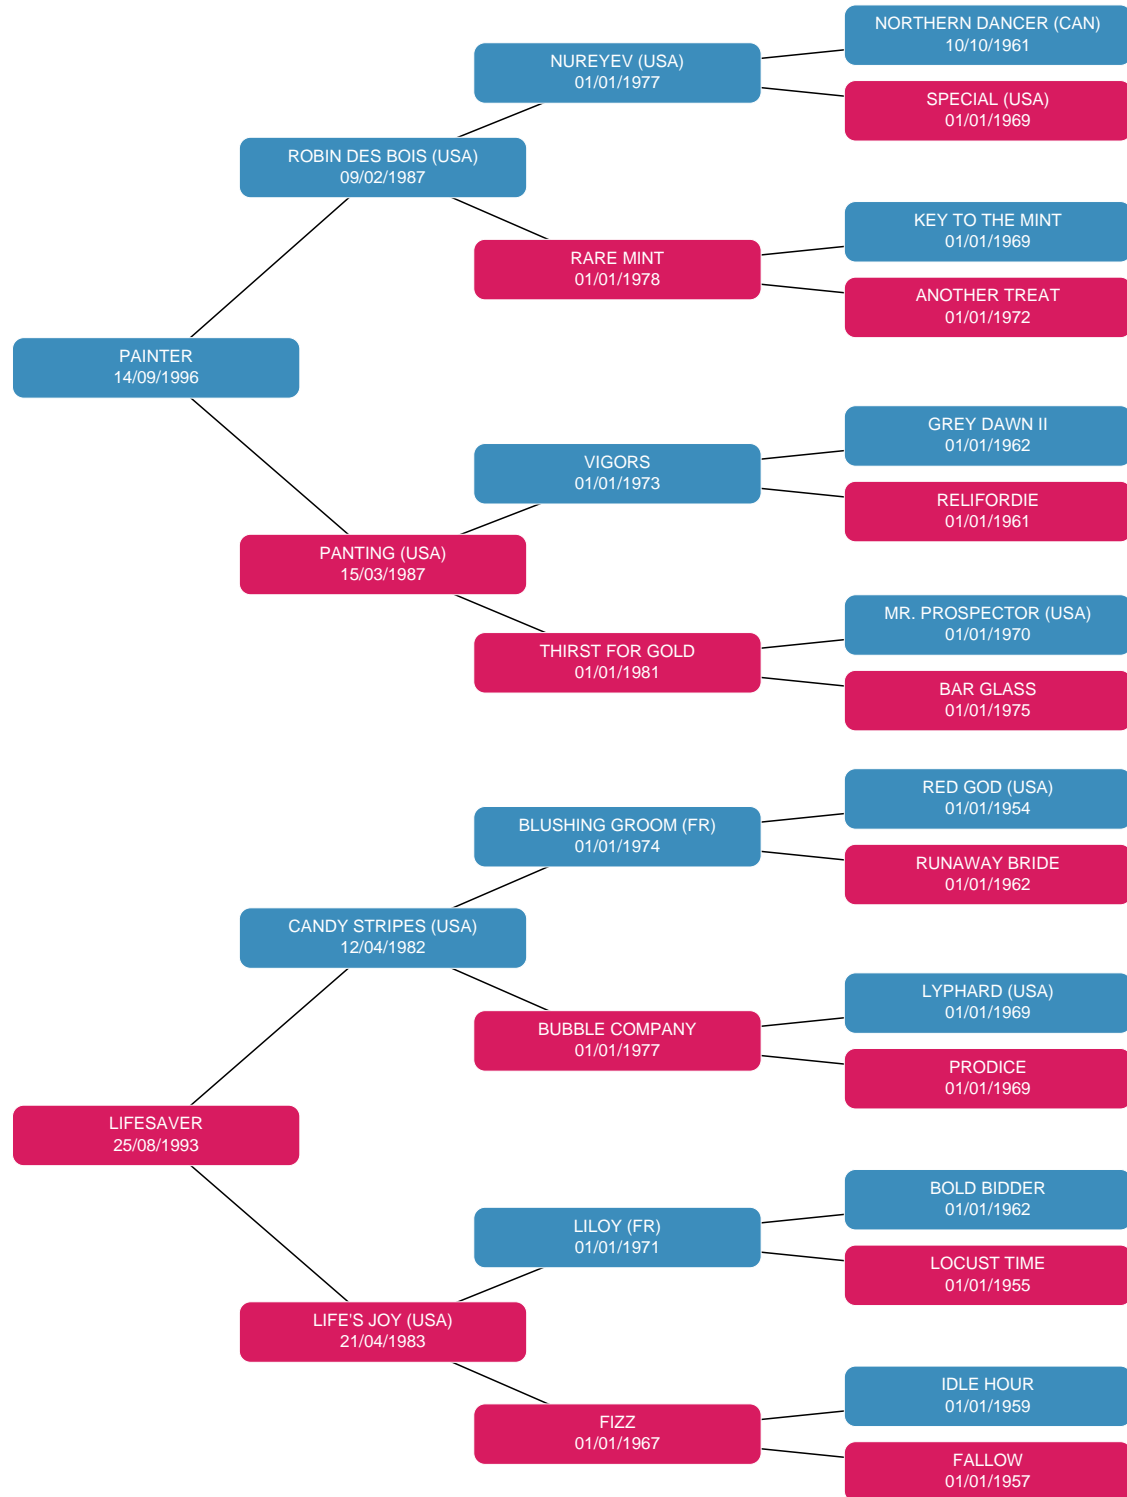 NORTHERN DANCER (CAN)
10/10/1961
NUREYEV (USA)
01/01/1977
SPECIAL (USA)
01/01/1969
ROBIN DES BOIS (USA)
09/02/1987
KEY TO THE MINT
01/01/1969
RARE MINT
01/01/1978
ANOTHER TREAT
01/01/1972
PAINTER
14/09/1996
GREY DAWN II
01/01/1962
VIGORS
01/01/1973
RELIFORDIE
01/01/1961
PANTING (USA)
15/03/1987
MR. PROSPECTOR (USA)
01/01/1970
THIRST FOR GOLD
01/01/1981
BAR GLASS
01/01/1975
RED GOD (USA)
01/01/1954
BLUSHING GROOM (FR)
01/01/1974
RUNAWAY BRIDE
01/01/1962
CANDY STRIPES (USA)
12/04/1982
LYPHARD (USA)
01/01/1969
BUBBLE COMPANY
01/01/1977
PRODICE
01/01/1969
LIFESAVER
25/08/1993
BOLD BIDDER
01/01/1962
LILOY (FR)
01/01/1971
LOCUST TIME
01/01/1955
LIFE'S JOY (USA)
21/04/1983
IDLE HOUR
01/01/1959
FIZZ
01/01/1967
FALLOW
01/01/1957